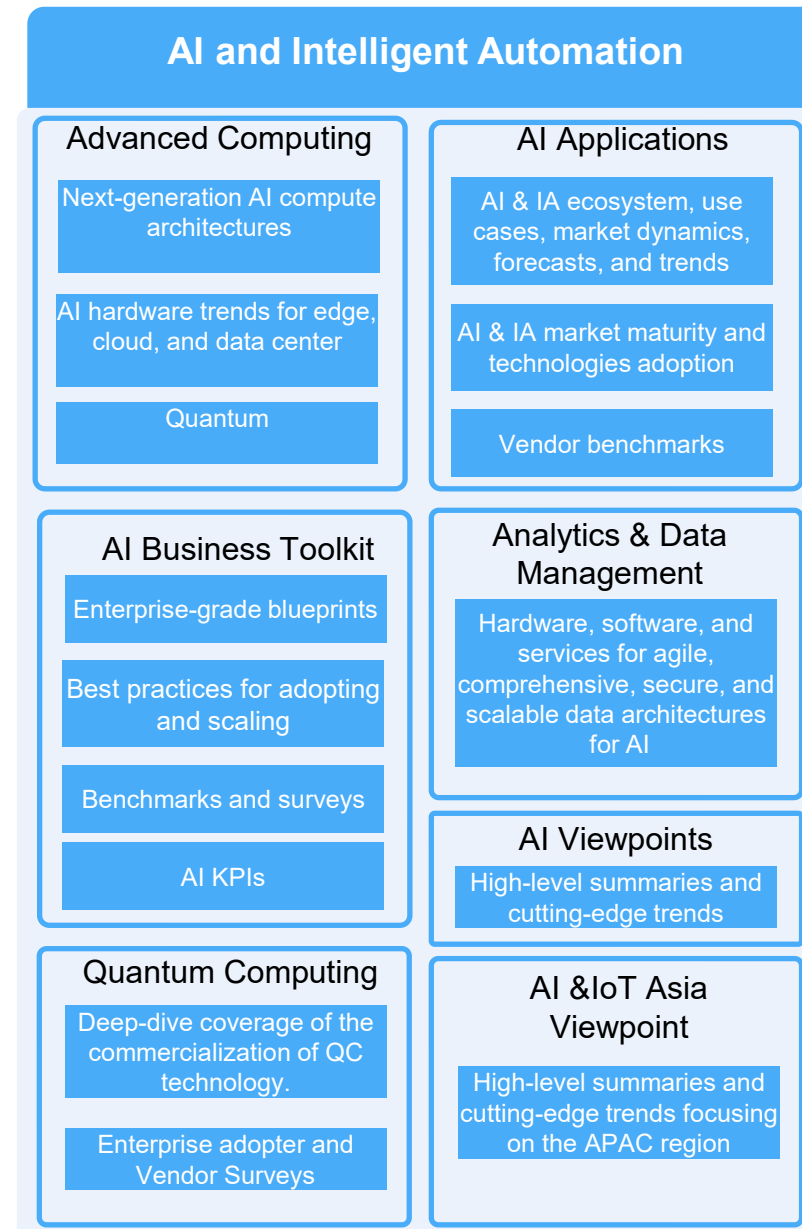 AI and Intelligent Automation
Advanced Computing
Next-generation AI compute
architectures
AI hardware trends for edge,
cloud, and data center
Quantum
AI Applications
AI & IA ecosystem, use
cases, market dynamics,
forecasts, and trends
AI & IA market maturity and
technologies adoption
Vendor benchmarks
AI Business Toolkit
Enterprise-grade blueprints
Best practices for adopting
and scaling
Benchmarks and surveys
AI KPIs
Analytics & Data
Management
Hardware, software, and
services for agile,
comprehensive, secure, and
scalable data architectures
for AI
AI Viewpoints
High-level summaries and
cutting-edge trends
Quantum Computing
Deep-dive coverage of the
commercialization of QC
technology.
Enterprise adopter and
Vendor Surveys
AI &IoT Asia
Viewpoint
High-level summaries and
cutting-edge trends focusing
on the APAC region